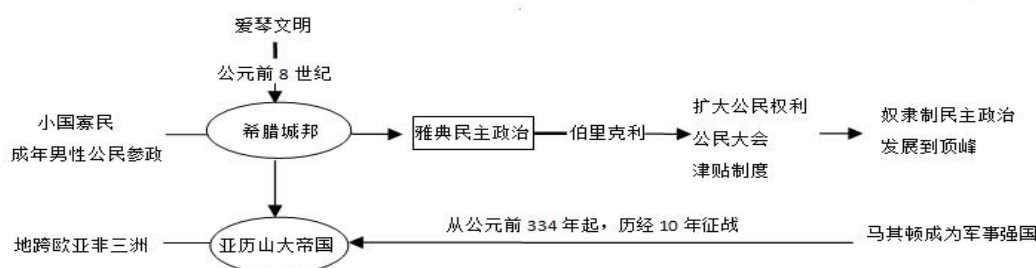 爱琴文明
公元前 8 世纪
小国寡民
成年男性公民参政
希腊城邦
雅典民主政治
伯里克利
扩大公民权利
公民大会
津贴制度
奴隶制民主政治
发展到顶峰
地跨欧亚非三洲
亚历山大帝国
从公元前 334 年起，历经 10 年征战
马其顿成为军事强国